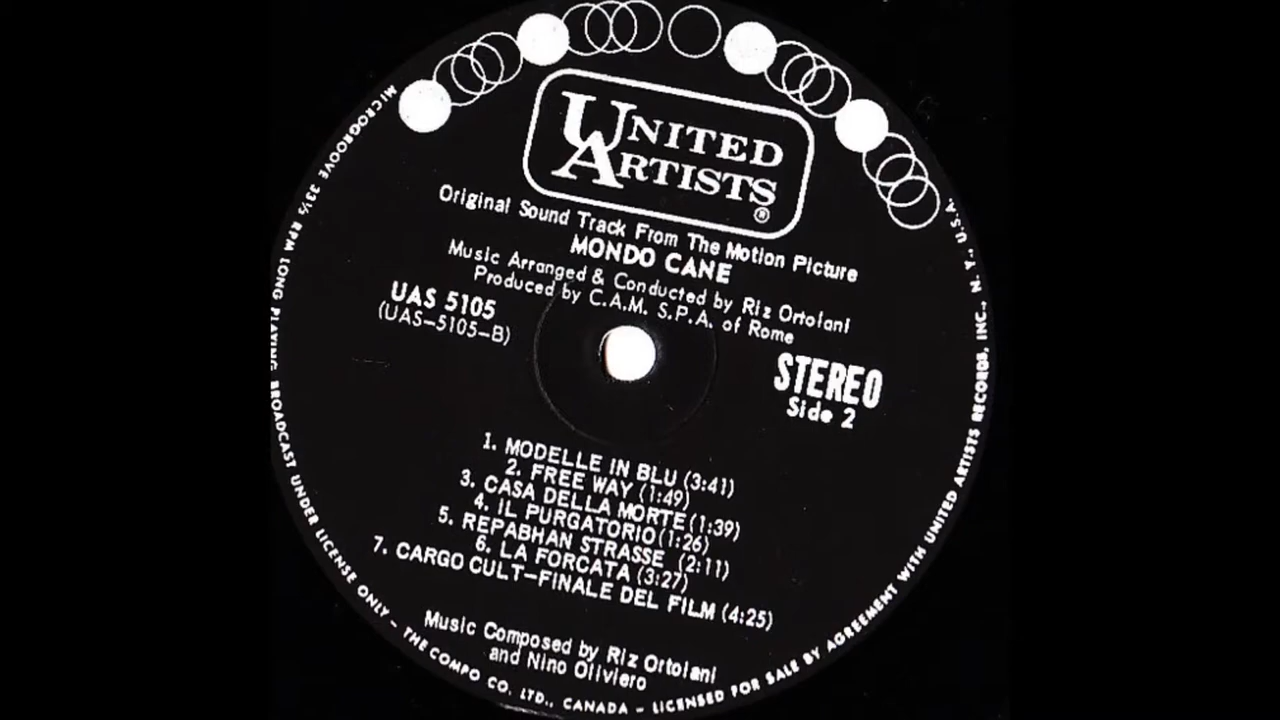 UNITED
ARTISTS®
Original Sound Track From The Motion Picture
MONDO CANE
Music Arranged & Conducted by Riz Ortolani
Produced by C.A.M. S.P.A. of Rome
UAS 5105
(UAS-5105-B)
STEREO
Side 2
1. MODELLE IN BLU (3:41)
2. FREE WAY (1:49)
3. CASA DELLA MORTE (1:39)
4. IL PURGATORIO (1:26)
5. REPABHAN STRASSE (2:11)
6. LA FORCATA (3:27)
7. CARGO CULT-FINALE DEL FILM (4:25)
Music Composed by Riz Ortolani
and Nino Oliviero
MICROGROOVE 33⅓ RPM LONG PLAYING. BROADCAST UNDER LICENSE ONLY - THE COMPO CO. LTD., CANADA - LICENSED FOR SALE BY AGREEMENT WITH UNITED ARTISTS RECORDS, INC., N. Y., U.S.A.